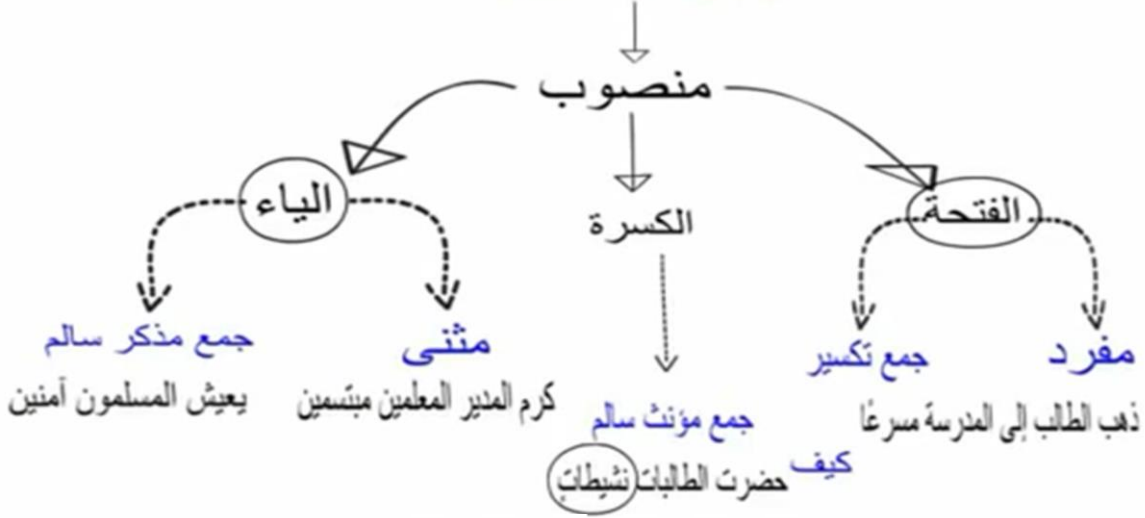 منصوب
الفتحة
الكسرة
الياء
مفرد
جمع تكسير
ذهب الطالب إلى المدرسة مسرعًا
جمع مؤنث سالم
كيف
حضرت الطالبات نشيطاتٍ
مثنى
كرم المدير المعلمين مبتسمين
جمع مذكر سالم
يعيش المسلمون آمنين